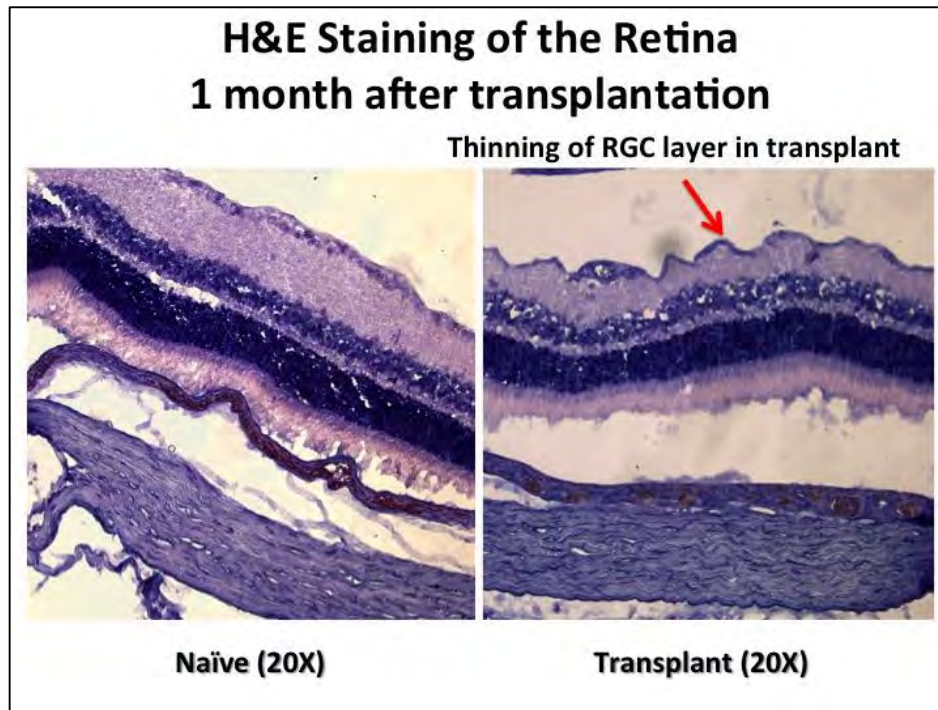 H&E Staining of the Retina
1 month after transplantation
Thinning of RGC layer in transplant
Naïve (20X)
Transplant (20X)